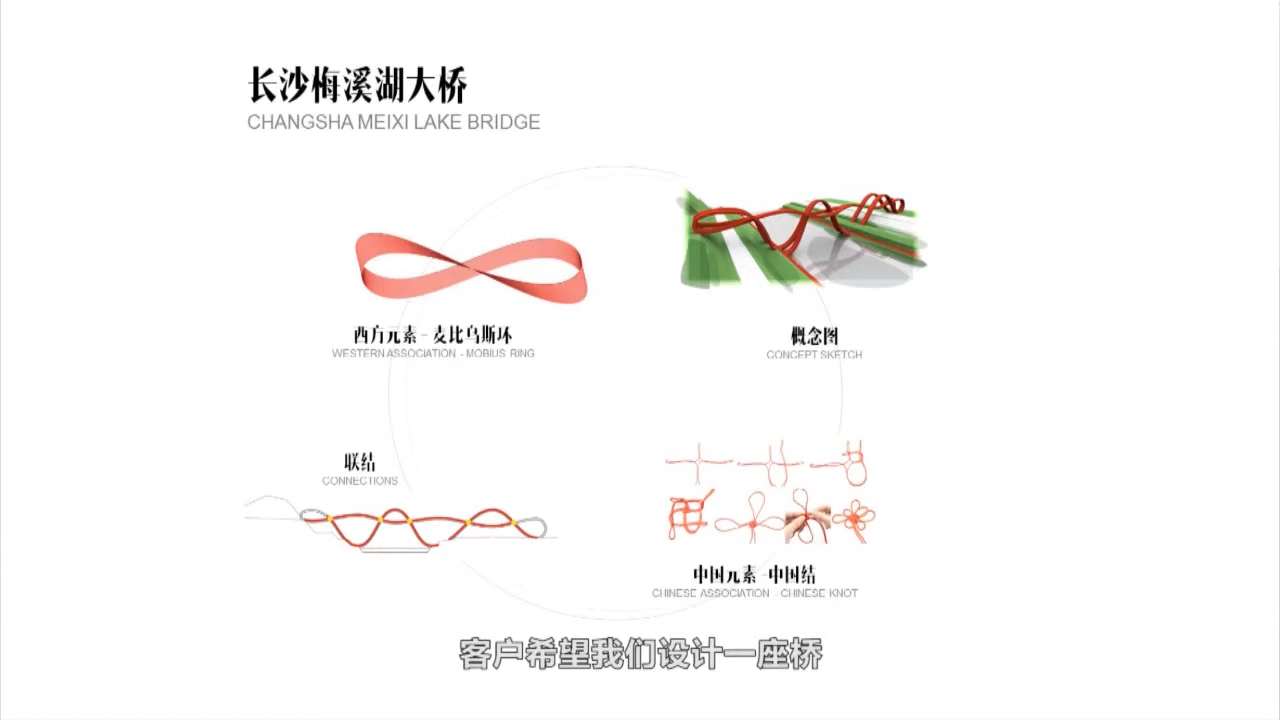 长沙梅溪湖大桥
CHANGSHA MEIXI LAKE BRIDGE
西方元素 - 麦比乌斯环
WESTERN ASSOCIATION - MOBIUS RING
概念图
CONCEPT SKETCH
联结
CONNECTIONS
中国元素 - 中国结
CHINESE ASSOCIATION - CHINESE KNOT
客户希望我们设计一座桥